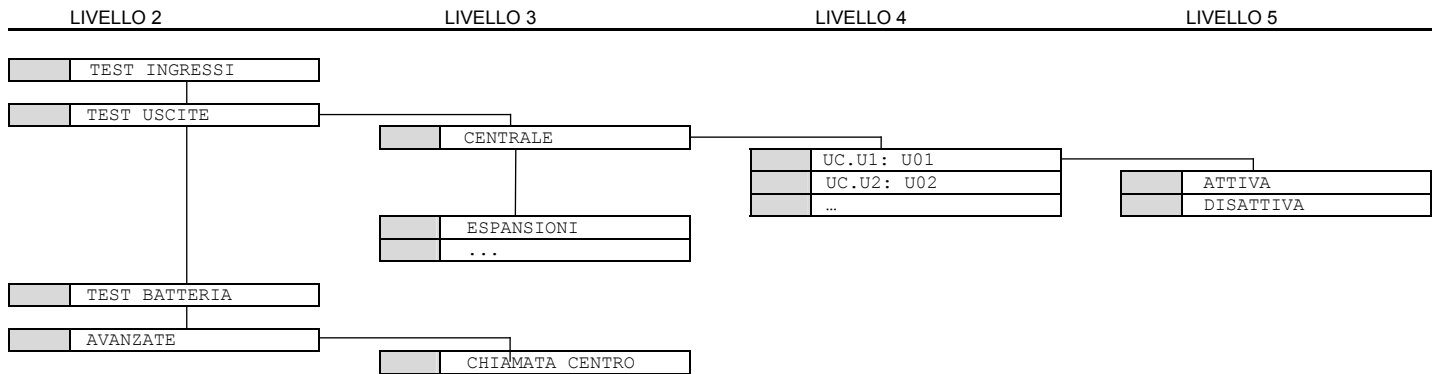 LIVELLO 2 LIVELLO 3 LIVELLO 4 LIVELLO 5
TEST INGRESSI
TEST USCITE
CENTRALE
UC.U1: U01
UC.U2: U02
ATTIVA
…
DISATTIVA
ESPANSIONI
...
TEST BATTERIA
AVANZATE
CHIAMATA CENTRO